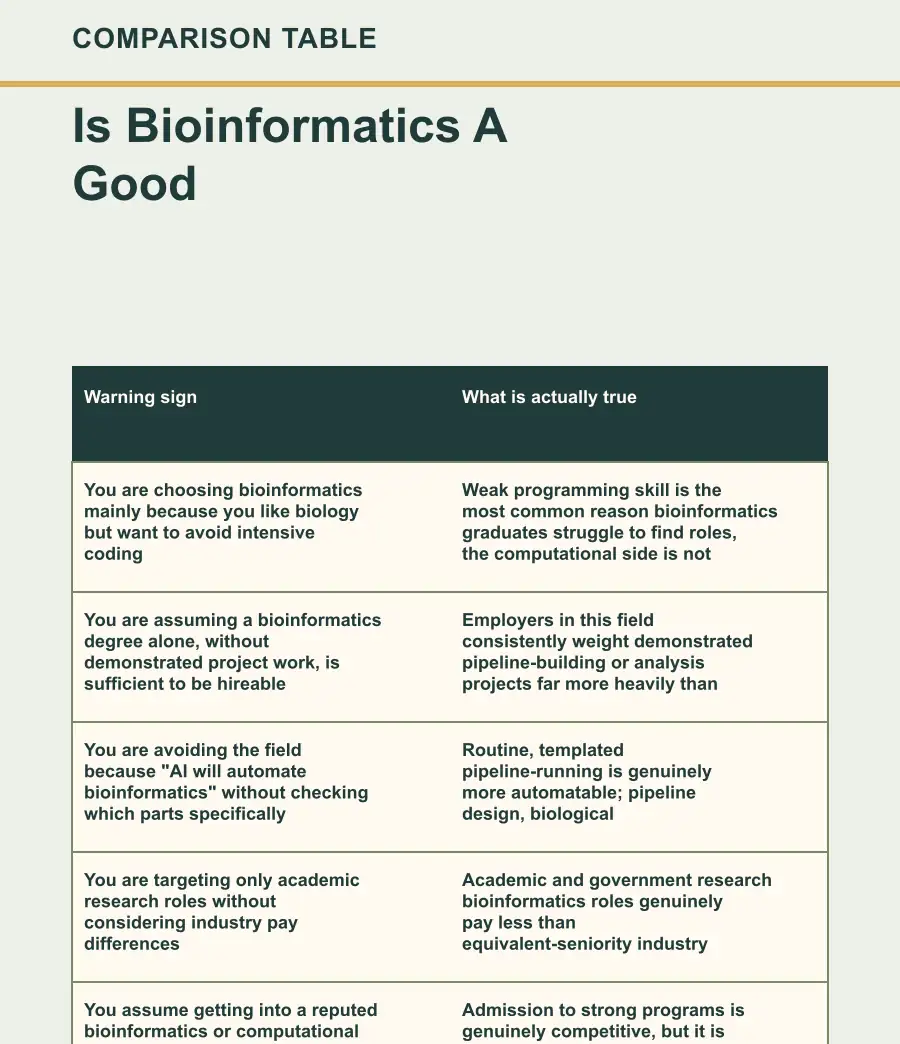 COMPARISON TABLE
Is Bioinformatics A
Good
Warning sign
What is actually true
You are choosing bioinformatics
mainly because you like biology
but want to avoid intensive
coding
Weak programming skill is the
most common reason bioinformatics
graduates struggle to find roles,
the computational side is not
You are assuming a bioinformatics
degree alone, without
demonstrated project work, is
sufficient to be hireable
Employers in this field
consistently weight demonstrated
pipeline-building or analysis
projects far more heavily than
You are avoiding the field
because "AI will automate
bioinformatics" without checking
which parts specifically
Routine, templated
pipeline-running is genuinely
more automatable; pipeline
design, biological
You are targeting only academic
research roles without
considering industry pay
differences
Academic and government research
bioinformatics roles genuinely
pay less than
equivalent-seniority industry
You assume getting into a reputed
bioinformatics or computational
Admission to strong programs is
genuinely competitive, but it is